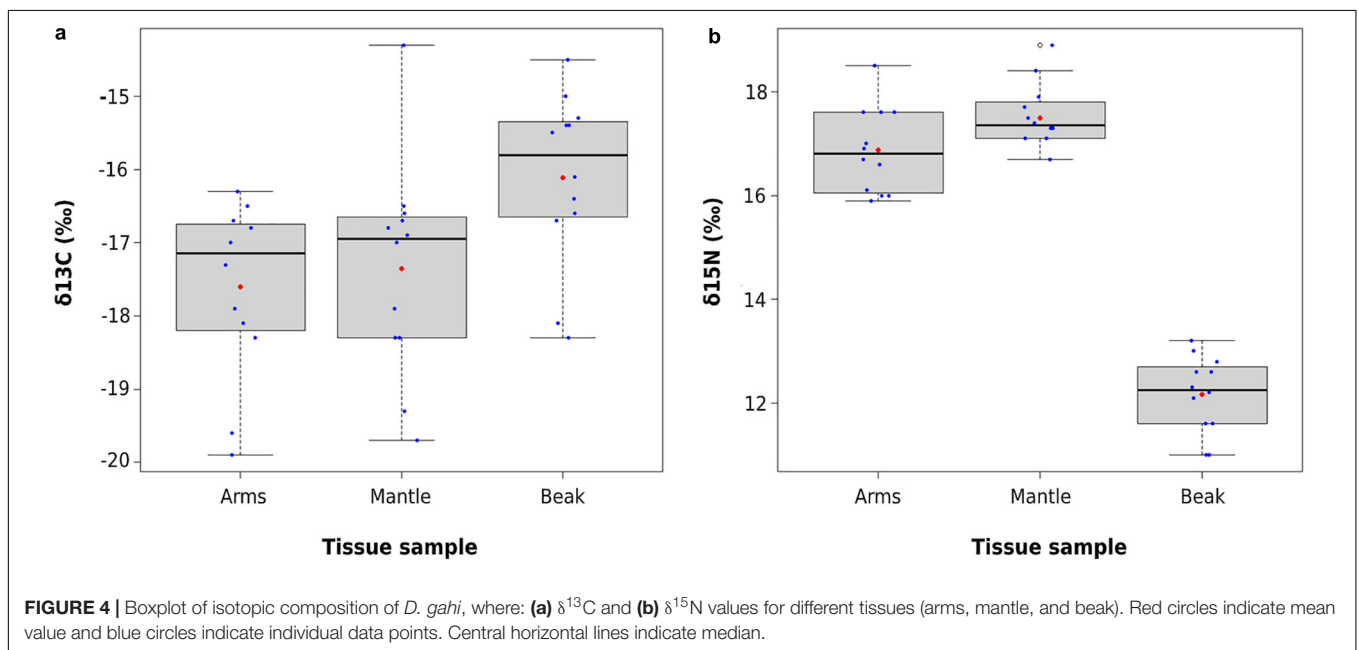 a
b
-15
-16
-17
-18
-19
-20
δ13C (‰)
Arms Mantle Beak
Tissue sample
18
16
14
12
δ15N (‰)
Arms Mantle Beak
Tissue sample
FIGURE 4 | Boxplot of isotopic composition of D. gahi, where: (a) δ13C and (b) δ15N values for different tissues (arms, mantle, and beak). Red circles indicate mean
value and blue circles indicate individual data points. Central horizontal lines indicate median.